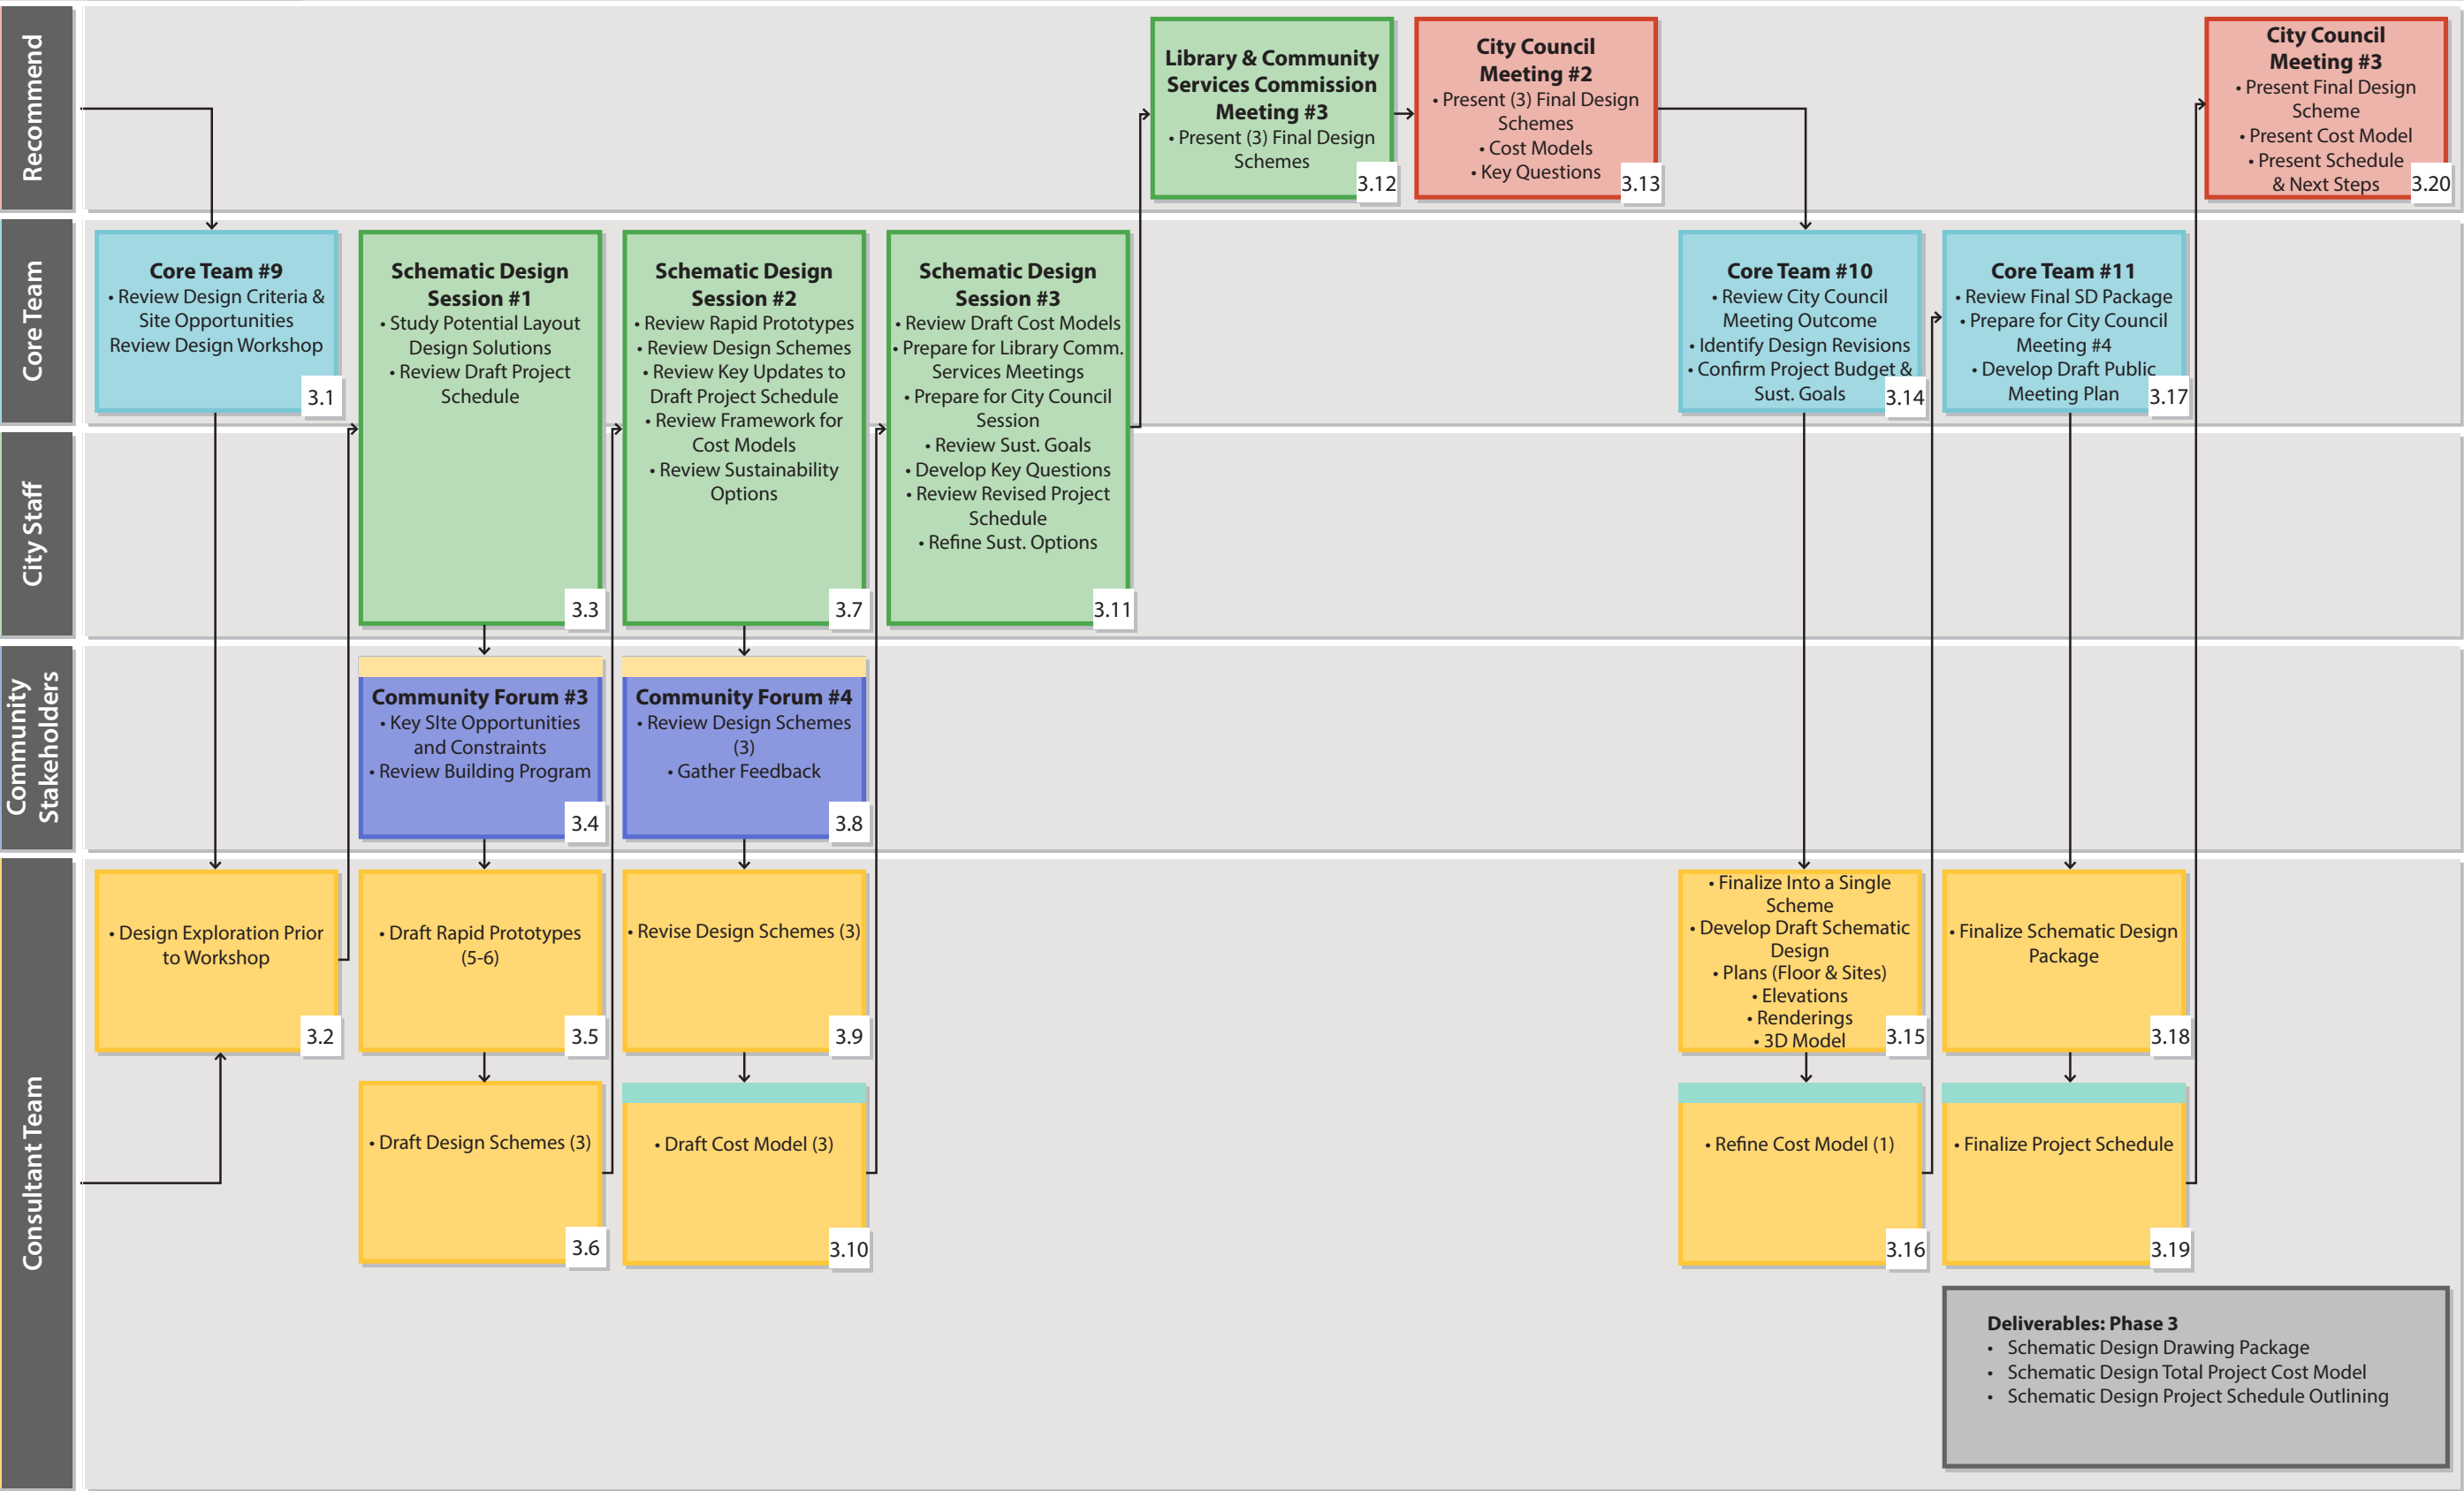 Recommend
Library & Community
Services Commission
Meeting #3
• Present (3) Final Design
Schemes
3.12
City Council
Meeting #2
• Present (3) Final Design
Schemes
• Cost Models
• Key Questions
3.13
City Council
Meeting #3
• Present Final Design
Scheme
• Present Cost Model
• Present Schedule
& Next Steps
3.20
Core Team
Core Team #9
• Review Design Criteria &
Site Opportunities
Review Design Workshop
3.1
Schematic Design
Session #1
• Study Potential Layout
Design Solutions
• Review Draft Project
Schedule
3.3
Schematic Design
Session #2
• Review Rapid Prototypes
• Review Design Schemes
• Review Key Updates to
Draft Project Schedule
• Review Framework for
Cost Models
• Review Sustainability
Options
3.7
Schematic Design
Session #3
• Review Draft Cost Models
• Prepare for Library Comm.
Services Meetings
• Prepare for City Council
Session
• Review Sust. Goals
• Develop Key Questions
• Review Revised Project
Schedule
• Refine Sust. Options
3.11
Core Team #10
• Review City Council
Meeting Outcome
• Identify Design Revisions
• Confirm Project Budget &
Sust. Goals
3.14
Core Team #11
• Review Final SD Package
• Prepare for City Council
Meeting #4
• Develop Draft Public
Meeting Plan
3.17
City Staff
Community
Stakeholders
Community Forum #3
• Key SIte Opportunities
and Constraints
• Review Building Program
3.4
Community Forum #4
• Review Design Schemes
(3)
• Gather Feedback
3.8
Consultant Team
• Design Exploration Prior
to Workshop
3.2
• Draft Rapid Prototypes
(5-6)
3.5
• Revise Design Schemes (3)
3.9
• Finalize Into a Single
Scheme
• Develop Draft Schematic
Design
• Plans (Floor & Sites)
• Elevations
• Renderings
• 3D Model
3.15
• Finalize Schematic Design
Package
3.18
• Draft Design Schemes (3)
3.6
• Draft Cost Model (3)
3.10
• Refine Cost Model (1)
3.16
• Finalize Project Schedule
3.19
Deliverables: Phase 3
• Schematic Design Drawing Package
• Schematic Design Total Project Cost Model
• Schematic Design Project Schedule Outlining